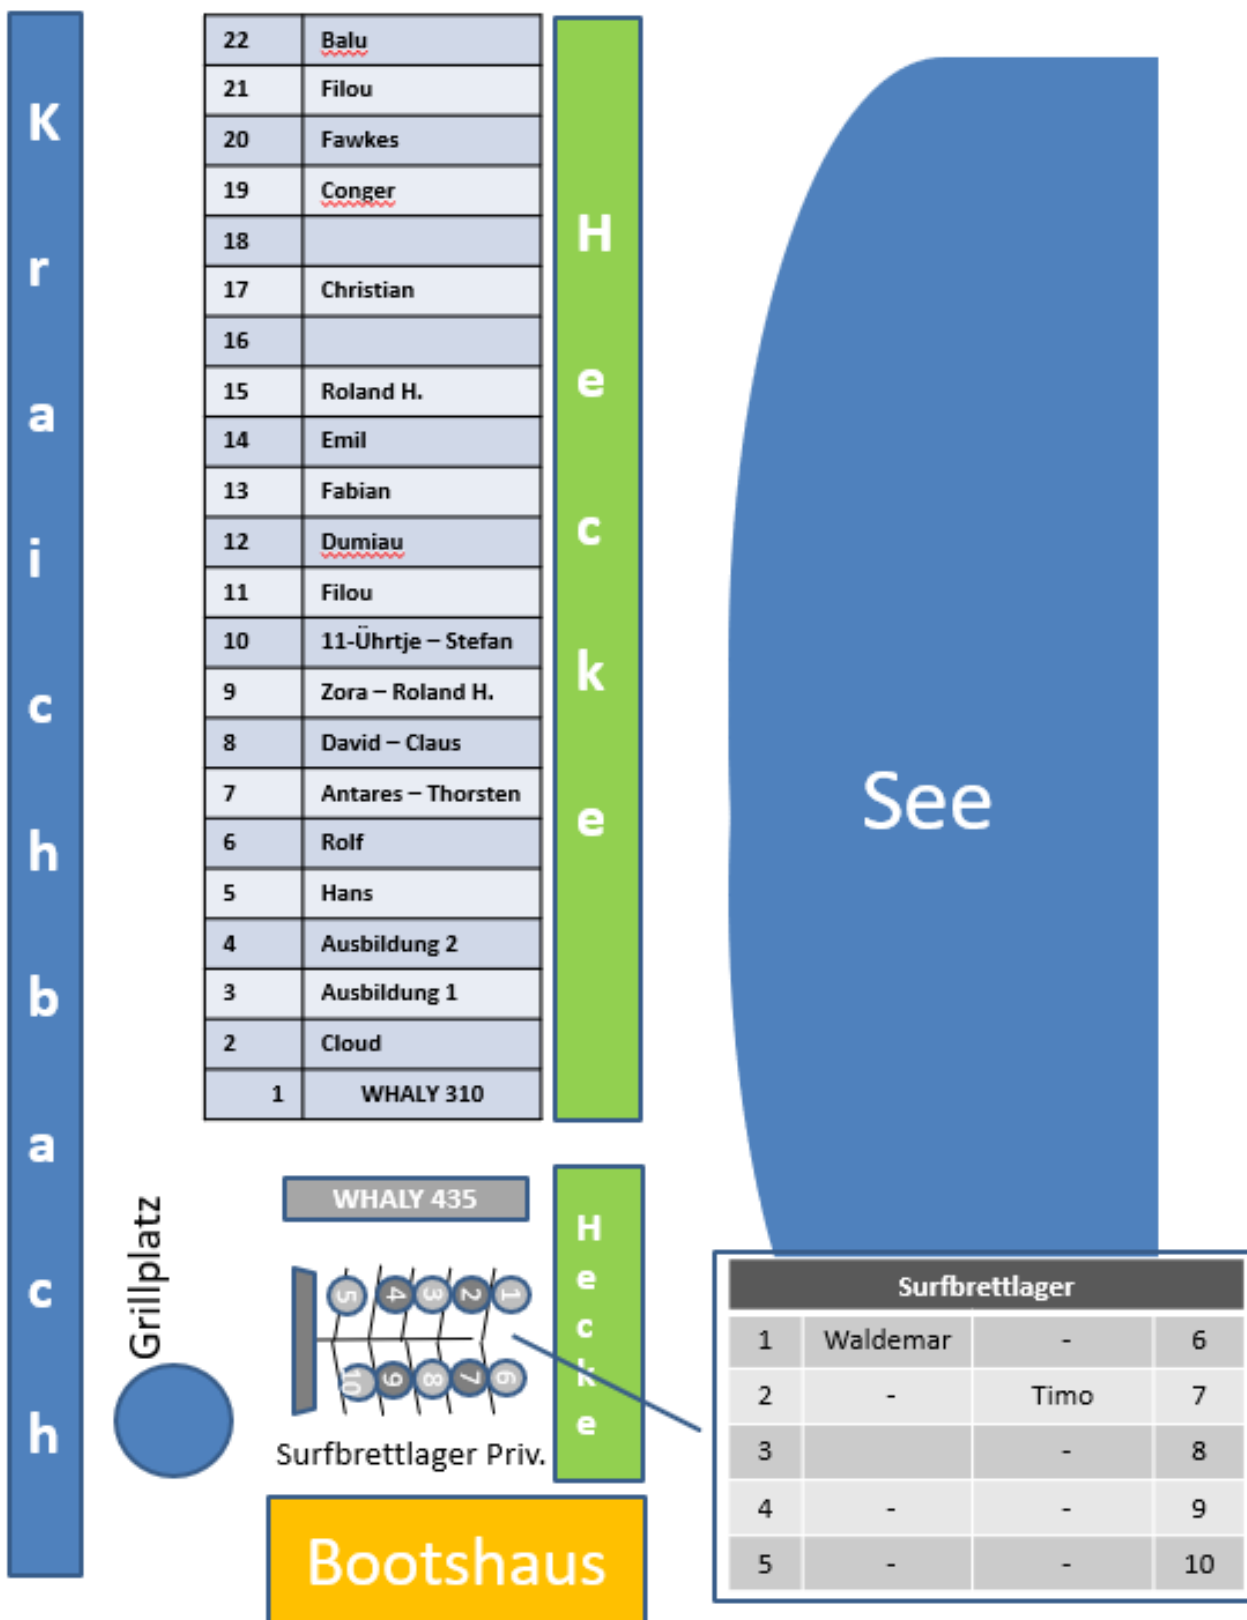 Kraichbach
22 Balu
21 Filou
20 Fawkes
19 Conger
18
17 Christian
16
15 Roland H.
14 Emil
13 Fabian
12 Dumiau
11 Filou
10 11-Ührtje – Stefan
9 Zora – Roland H.
8 David – Claus
7 Antares – Thorsten
6 Rolf
5 Hans
4 Ausbildung 2
3 Ausbildung 1
2 Cloud
1 WHALY 310
Hecke
See
WHALY 435
Hecke
Grillplatz
5 4 3 2 1
10 9 8 7 6
Surfbrettlager Priv.
Bootshaus
Surfbrettlager
1 Waldemar - 6
2 - Timo 7
3 - 8
4 - - 9
5 - - 10